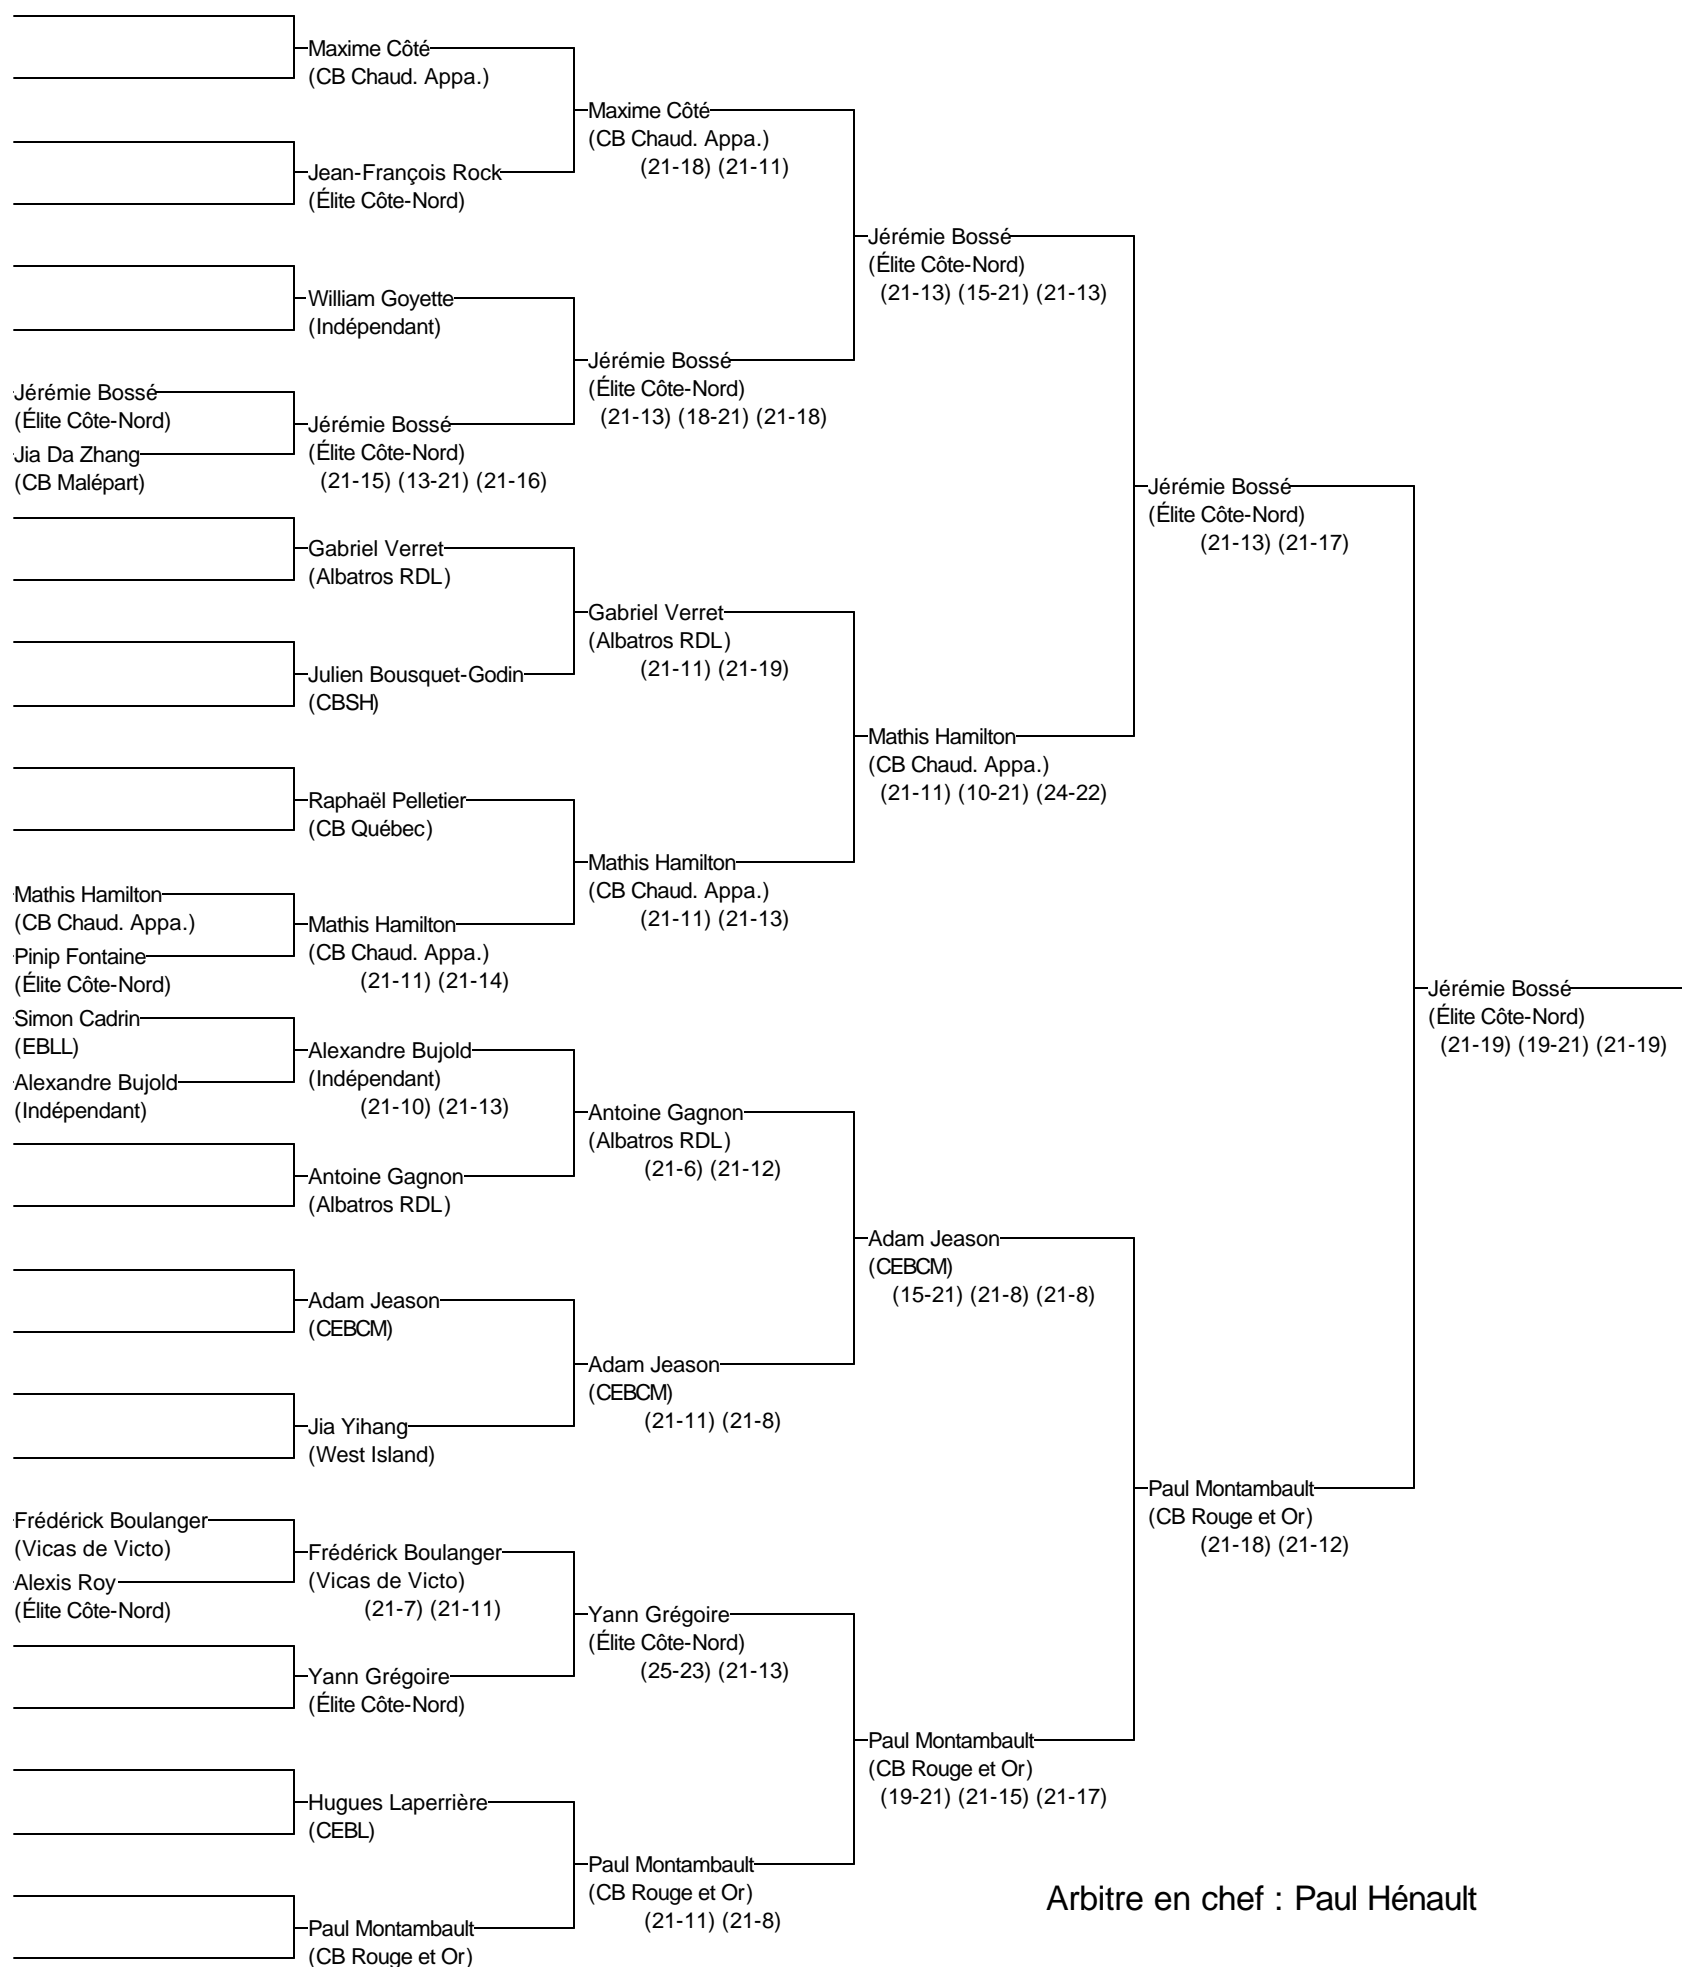 Jérémie Bossé
(Élite Côte-Nord)
Jia Da Zhang
(CB Malépart)
Mathis Hamilton
(CB Chaud. Appa.)
Pinip Fontaine
(Élite Côte-Nord)
Simon Cadrin
(EBLL)
Alexandre Bujold
(Indépendant)
Frédérick Boulanger
(Vicas de Victo)
Alexis Roy
(Élite Côte-Nord)
Maxime Côté
(CB Chaud. Appa.)
Jean-François Rock
(Élite Côte-Nord)
William Goyette
(Indépendant)
Jérémie Bossé
(Élite Côte-Nord)
(21-15) (13-21) (21-16)
Gabriel Verret
(Albatros RDL)
Julien Bousquet-Godin
(CBSH)
Raphaël Pelletier
(CB Québec)
Mathis Hamilton
(CB Chaud. Appa.)
(21-11) (21-14)
Alexandre Bujold
(Indépendant)
(21-10) (21-13)
Antoine Gagnon
(Albatros RDL)
Adam Jeason
(CEBCM)
Jia Yihang
(West Island)
Frédérick Boulanger
(Vicas de Victo)
(21-7) (21-11)
Yann Grégoire
(Élite Côte-Nord)
Hugues Laperrière
(CEBL)
Paul Montambault
(CB Rouge et Or)
Maxime Côté
(CB Chaud. Appa.)
(21-18) (21-11)
Jérémie Bossé
(Élite Côte-Nord)
(21-13) (18-21) (21-18)
Gabriel Verret
(Albatros RDL)
(21-11) (21-19)
Mathis Hamilton
(CB Chaud. Appa.)
(21-11) (21-13)
Antoine Gagnon
(Albatros RDL)
(21-6) (21-12)
Adam Jeason
(CEBCM)
(21-11) (21-8)
Yann Grégoire
(Élite Côte-Nord)
(25-23) (21-13)
Paul Montambault
(CB Rouge et Or)
(21-11) (21-8)
Jérémie Bossé
(Élite Côte-Nord)
(21-13) (15-21) (21-13)
Mathis Hamilton
(CB Chaud. Appa.)
(21-11) (10-21) (24-22)
Adam Jeason
(CEBCM)
(15-21) (21-8) (21-8)
Paul Montambault
(CB Rouge et Or)
(19-21) (21-15) (21-17)
Jérémie Bossé
(Élite Côte-Nord)
(21-13) (21-17)
Paul Montambault
(CB Rouge et Or)
(21-18) (21-12)
Jérémie Bossé
(Élite Côte-Nord)
(21-19) (19-21) (21-19)
Arbitre en chef : Paul Hénault